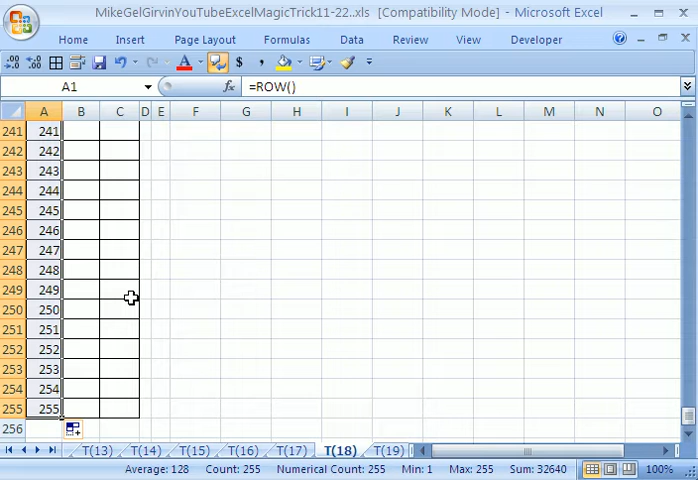 MikeGelGirvinYouTubeExcelMagicTrick11-22..xls [Compatibility Mode] - Microsoft Excel
Home Insert Page Layout Formulas Data Review View Developer
A1 fx =ROW()
A B C D E F G H I J K L M N O
241 241
242 242
243 243
244 244
245 245
246 246
247 247
248 248
249 249
250 250
251 251
252 252
253 253
254 254
255 255
256
T(13) T(14) T(15) T(16) T(17) T(18) T(19)
Average: 128 Count: 255 Numerical Count: 255 Min: 1 Max: 255 Sum: 32640 100%